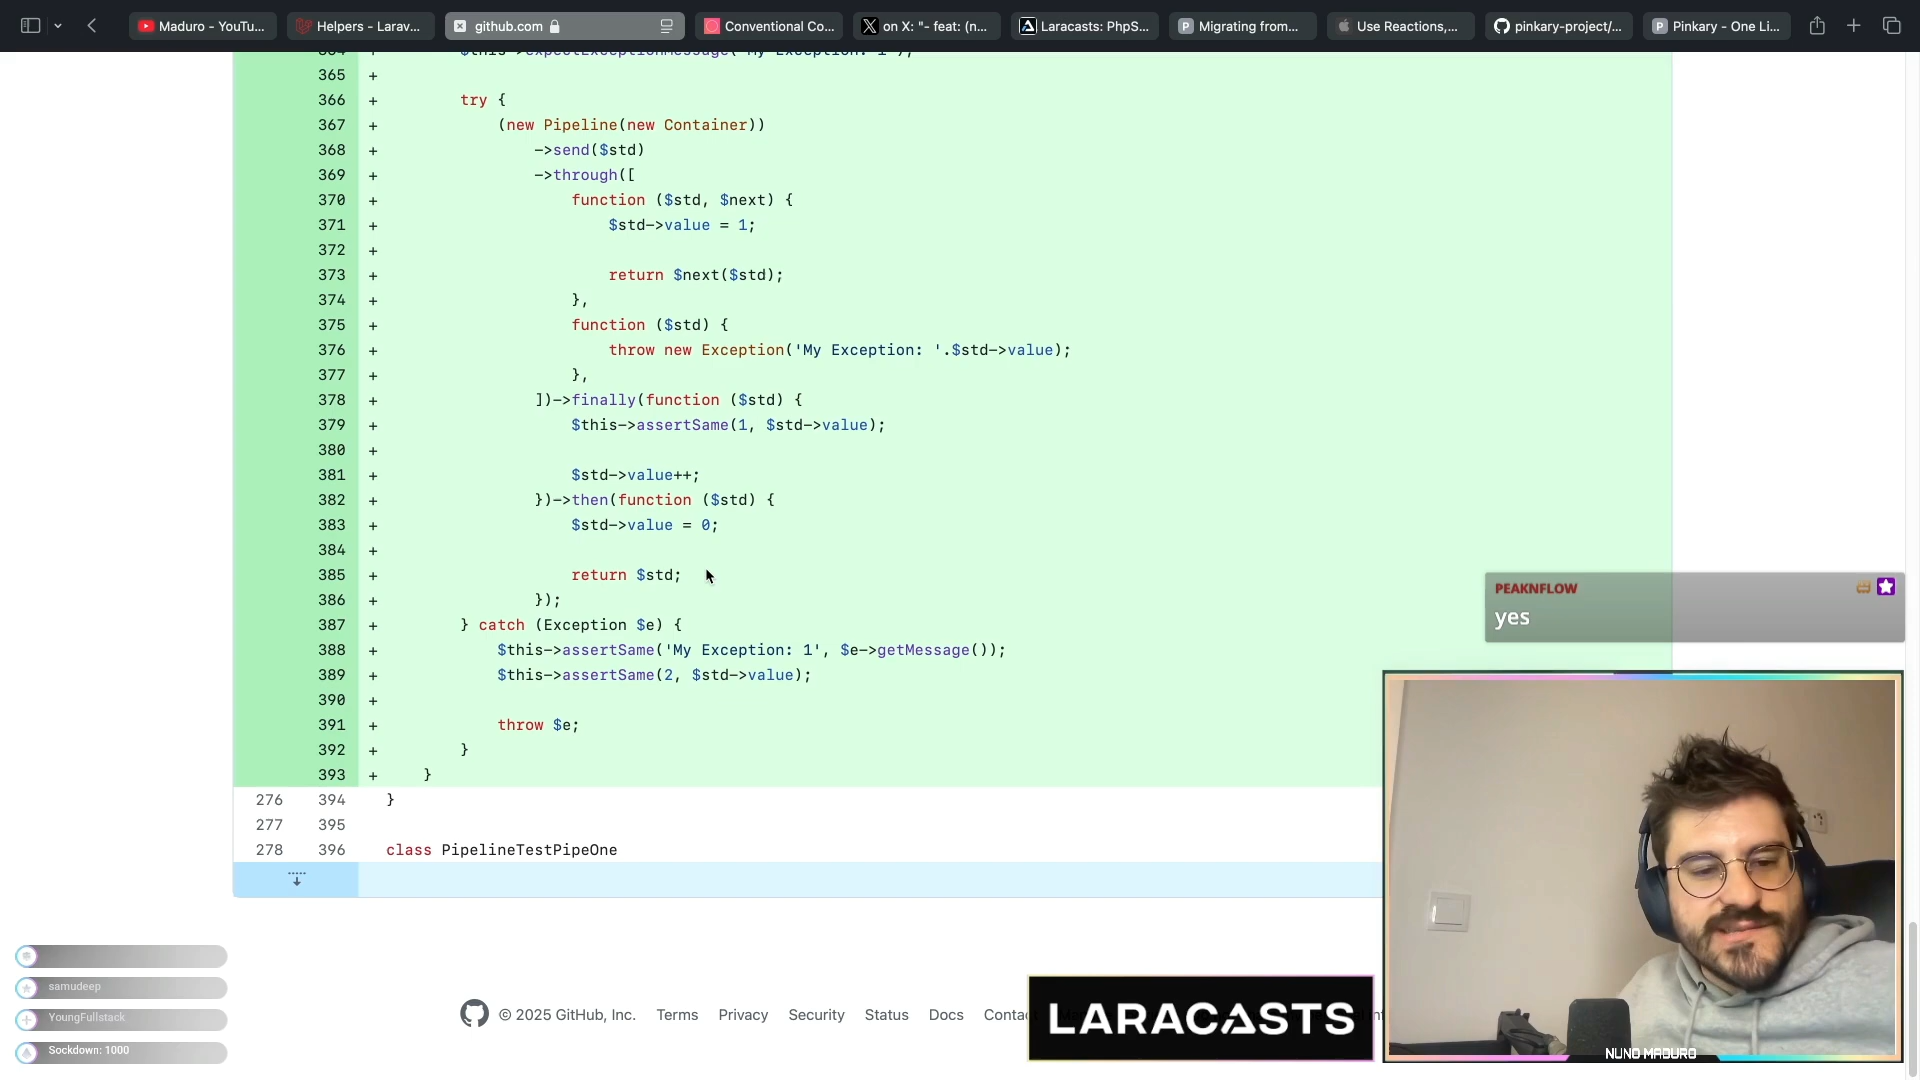 Maduro - YouTu...
Helpers - Larav...
github.com
Conventional Co...
on X: "- feat: (n...
Laracasts: PhpS...
Migrating from...
Use Reactions,...
pinkary-project/...
Pinkary - One Li...
364 + $this->expectExceptionMessage('My Exception: 1');
365 +
366 + try {
367 + (new Pipeline(new Container))
368 + ->send($std)
369 + ->through([
370 + function ($std, $next) {
371 + $std->value = 1;
372 +
373 + return $next($std);
374 + },
375 + function ($std) {
376 + throw new Exception('My Exception: '.$std->value);
377 + },
378 + ])->finally(function ($std) {
379 + $this->assertSame(1, $std->value);
380 +
381 + $std->value++;
382 + })->then(function ($std) {
383 + $std->value = 0;
384 +
385 + return $std;
386 + });
387 + } catch (Exception $e) {
388 + $this->assertSame('My Exception: 1', $e->getMessage());
389 + $this->assertSame(2, $std->value);
390 +
391 + throw $e;
392 + }
393 + }
276 394 }
277 395
278 396 class PipelineTestPipeOne
PEAKNFLOW
yes
samudeep
YoungFullstack
Sockdown: 1000
© 2025 GitHub, Inc. Terms Privacy Security Status Docs Contac
LARACASTS
NUNO MADURO